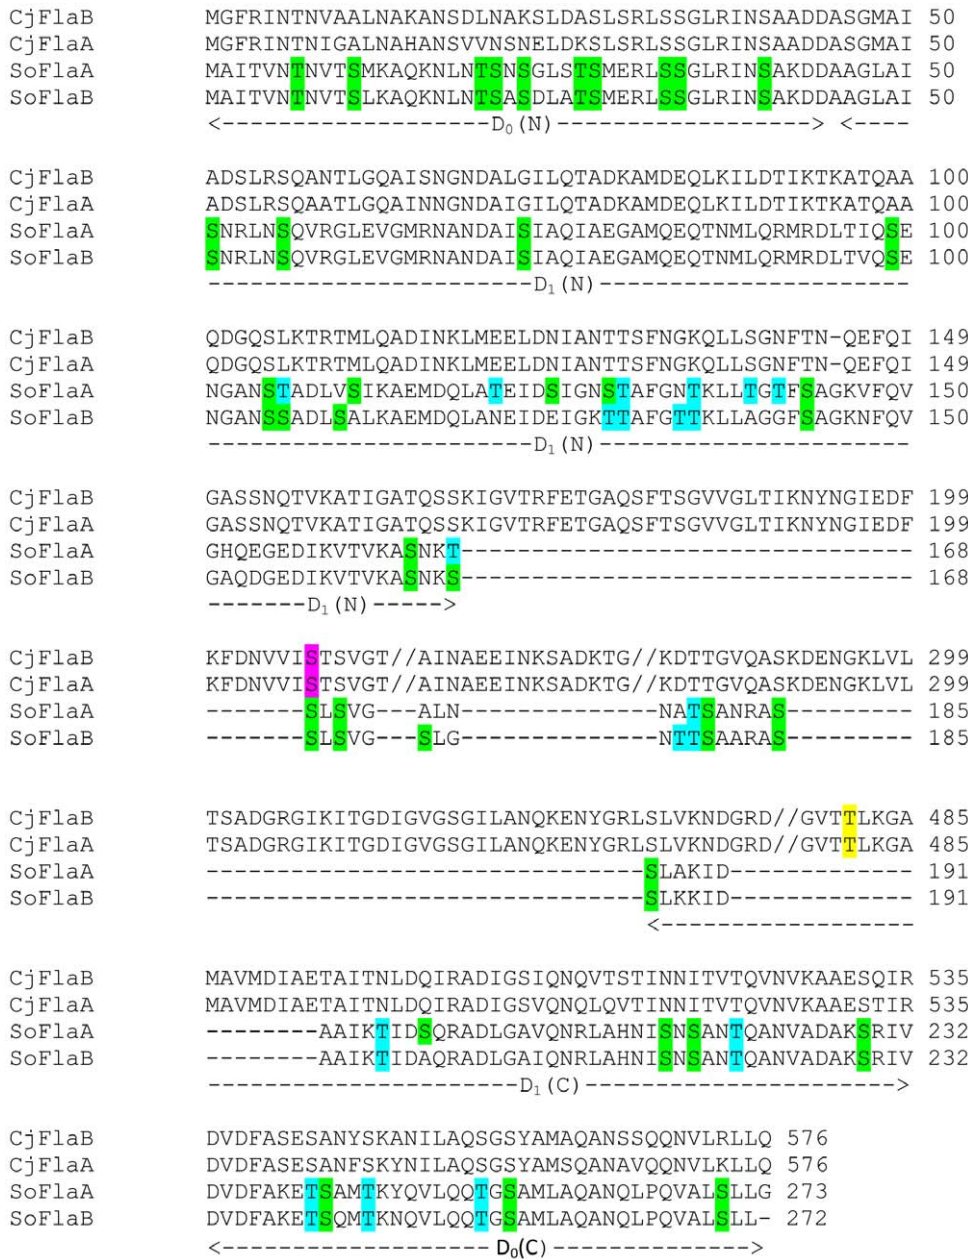 CjFlaB MGFRINTNVAALNAKANSDLNAKSLDASLSRLSSGLRINSAADDASGMAI 50
CjFlaA MGFRINTNIGALNAHANSVVNSNELDKSLSRLSSGLRINSAADDASGMAI 50
SoFlaA MAITVNTNVTSMKAQKNLNTSNSGLSTSMERLSSGLRINSAKDDAAGLAI 50
SoFlaB MAITVNTNVTSLKAQKNLNTSASDLATSMERLSSGLRINSAKDDAAGLAI 50
<--------------------D₀(N)------------------> <----
CjFlaB ADSLRSQANTLGQAISNGNDALGILQTADKAMDEQLKILDTIKTKATQAA 100
CjFlaA ADSLRSQAATLGQAINNGNDAIGILQTADKAMDEQLKILDTIKTKATQAA 100
SoFlaA SNRLNSQVRGLEVGMRNANDAISIAQIAEGAMQEQTNMLQRMRDLTIQSE 100
SoFlaB SNRLNSQVRGLEVGMRNANDAISIAQIAEGAMQEQTNMLQRMRDLTVQSE 100
-----------------------D₁(N)----------------------
CjFlaB QDGQSLKTRTMLQADINKLMEELDNIANTTSFNGKQLLSGNFTN-QEFQI 149
CjFlaA QDGQSLKTRTMLQADINKLMEELDNIANTTSFNGKQLLSGNFTN-QEFQI 149
SoFlaA NGANSTADLVSIKAEMDQLATEIDSIGNSTAFGNTKLLTGTFSAGKVFQV 150
SoFlaB NGANSSADLSALKAEMDQLANEIDEIGKTTAFGTTKLLAGGFSAGKNFQV 150
-----------------------D₁(N)----------------------
CjFlaB GASSNQTVKATIGATQSSKIGVTRFETGAQSFTSGVVGLTIKNYNGIEDF 199
CjFlaA GASSNQTVKATIGATQSSKIGVTRFETGAQSFTSGVVGLTIKNYNGIEDF 199
SoFlaA GHQEGEDIKVTVKASNKT-------------------------------- 168
SoFlaB GAQDGEDIKVTVKASNKS-------------------------------- 168
-------D₁(N)----->
CjFlaB KFDNVVISTSVGT//AINAEEINKSADKTG//KDTTGVQASKDENGKLVL 299
CjFlaA KFDNVVISTSVGT//AINAEEINKSADKTG//KDTTGVQASKDENGKLVL 299
SoFlaA -------SLSVG---ALN--------------NATSANRAS--------- 185
SoFlaB -------SLSVG---SLG--------------NTTSAARAS--------- 185
CjFlaB TSADGRGIKITGDIGVGSGILANQKENYGRLSLVKNDGRD//GVTTLKGA 485
CjFlaA TSADGRGIKITGDIGVGSGILANQKENYGRLSLVKNDGRD//GVTTLKGA 485
SoFlaA -------------------------------SLAKID------------- 191
SoFlaB -------------------------------SLKKID------------- 191
<------------------
CjFlaB MAVMDIAETAITNLDQIRADIGSIQNQVTSTINNITVTQVNVKAAESQIR 535
CjFlaA MAVMDIAETAITNLDQIRADIGSVQNQLQVTINNITVTQVNVKAAESTIR 535
SoFlaA --------AAIKTIDSQRADLGAVQNRLAHNISNSANTQANVADAKSRIV 232
SoFlaB --------AAIKTIDAQRADLGAIQNRLAHNISNSANTQANVADAKSRIV 232
----------------------D₁(C)---------------------->
CjFlaB DVDFASESANYSKANILAQSGSYAMAQANSSQQNVLRLLQ 576
CjFlaA DVDFASESANFSKYNILAQSGSYAMSQANAVQQNVLKLLQ 576
SoFlaA DVDFAKETSAMTKYQVLQQTGSAMLAQANQLPQVALSLLG 273
SoFlaB DVDFAKETSQMTKNQVLQQTGSAMLAQANQLPQVALSLL- 272
<-------------------D₀(C)------------->